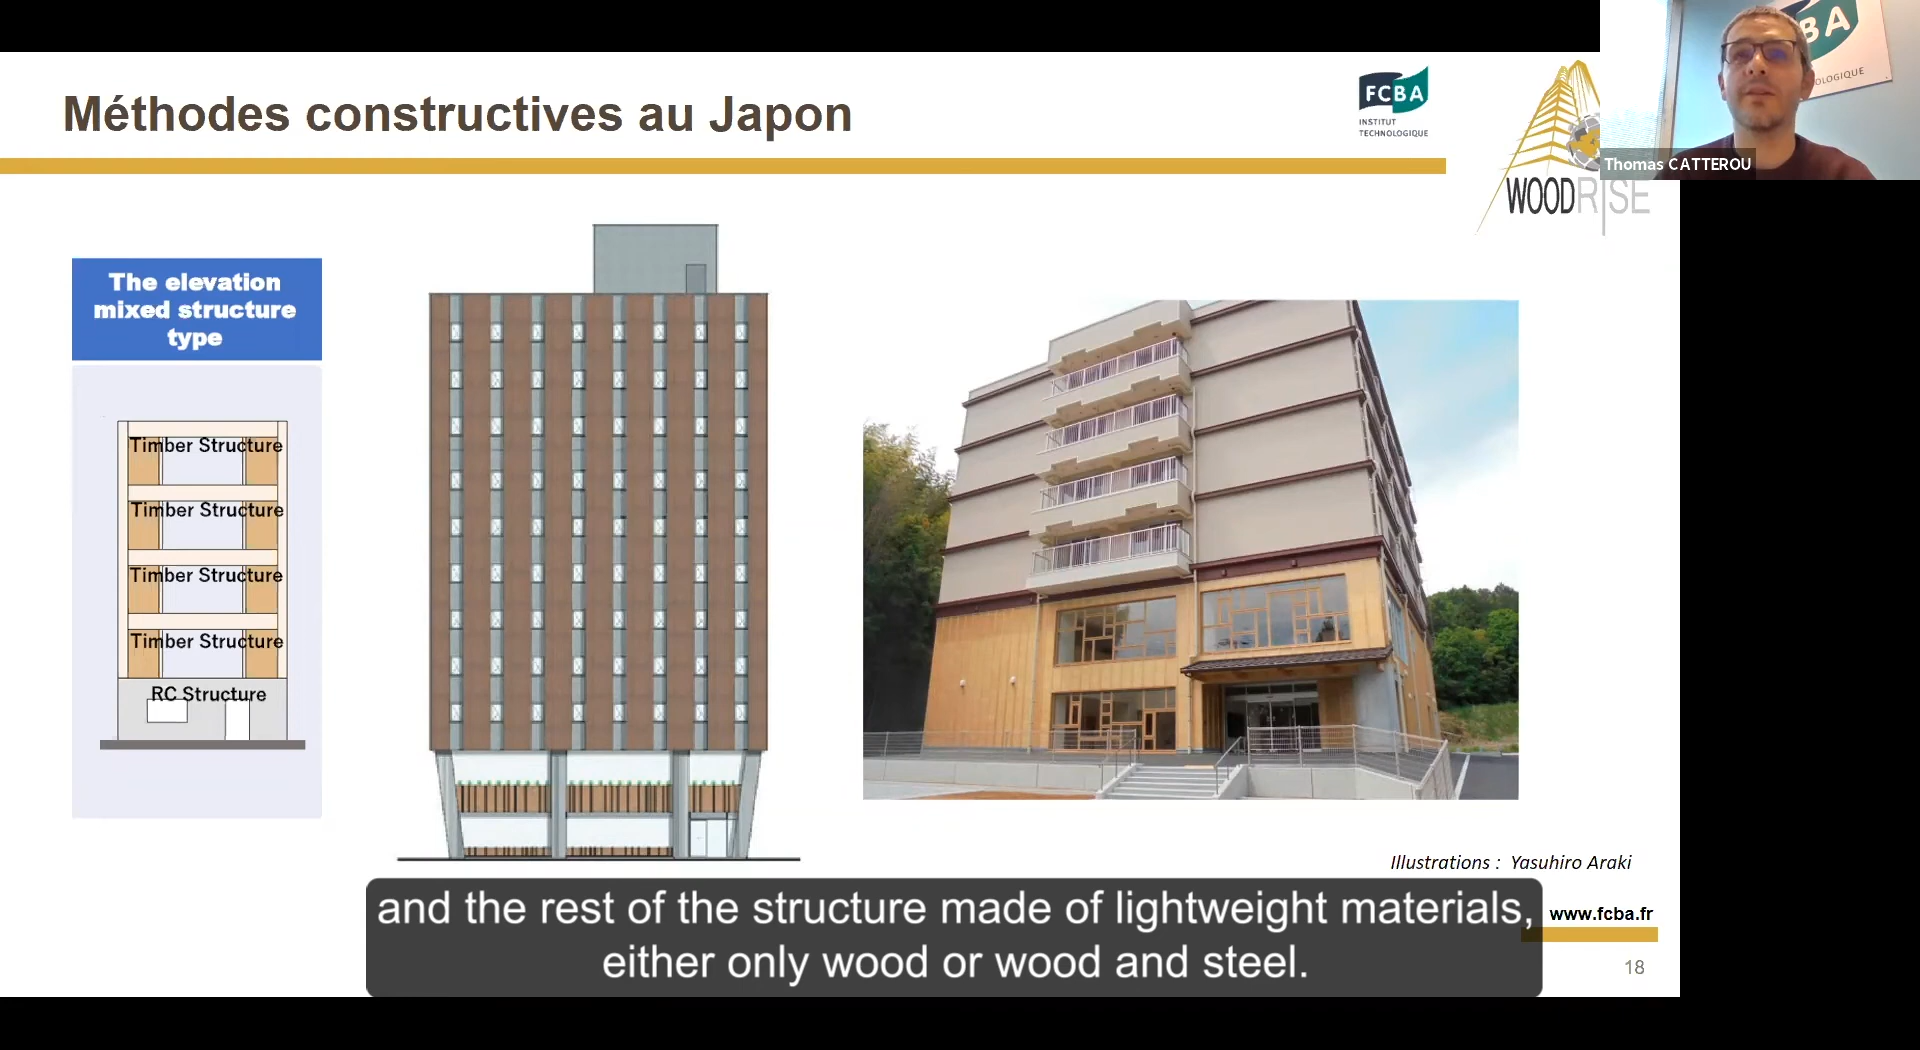 Méthodes constructives au Japon
FCBA
INSTITUT
TECHNOLOGIQUE
WOODRISE
BA
OLOGIQUE
Thomas CATTEROU
The elevation
mixed structure
type
Timber Structure
Timber Structure
Timber Structure
Timber Structure
RC Structure
Illustrations : Yasuhiro Araki
and the rest of the structure made of lightweight materials,
either only wood or wood and steel.
www.fcba.fr
18